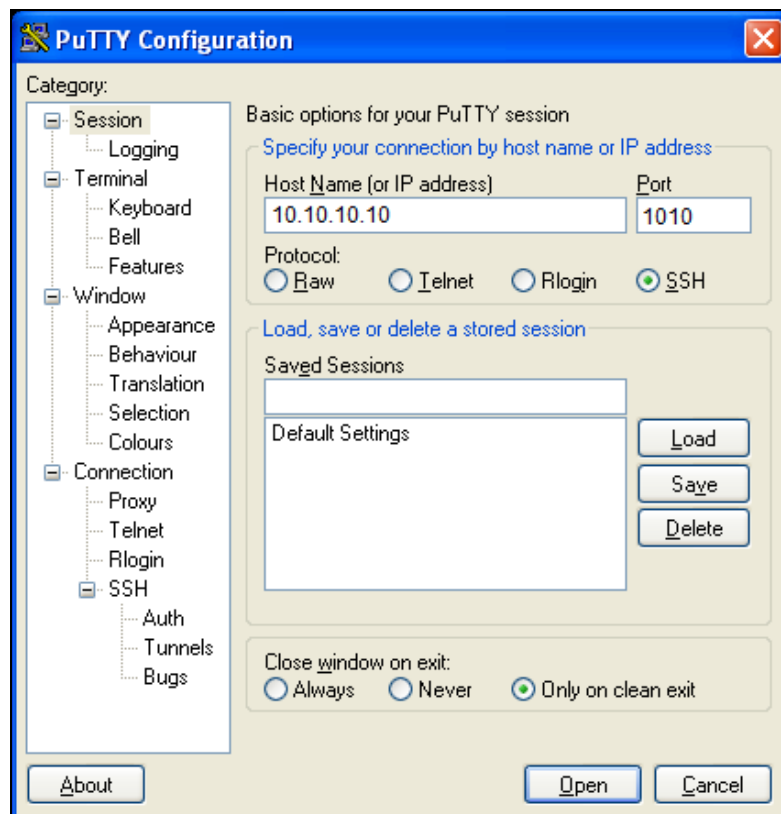 PuTTY Configuration
Category:
Session
Logging
Terminal
Keyboard
Bell
Features
Window
Appearance
Behaviour
Translation
Selection
Colours
Connection
Proxy
Telnet
Rlogin
SSH
Auth
Tunnels
Bugs
Basic options for your PuTTY session
Specify your connection by host name or IP address
Host Name (or IP address) Port
10.10.10.10 1010
Protocol:
Raw Telnet Rlogin SSH
Load, save or delete a stored session
Saved Sessions
Default Settings
Load
Save
Delete
Close window on exit:
Always Never Only on clean exit
About Open Cancel